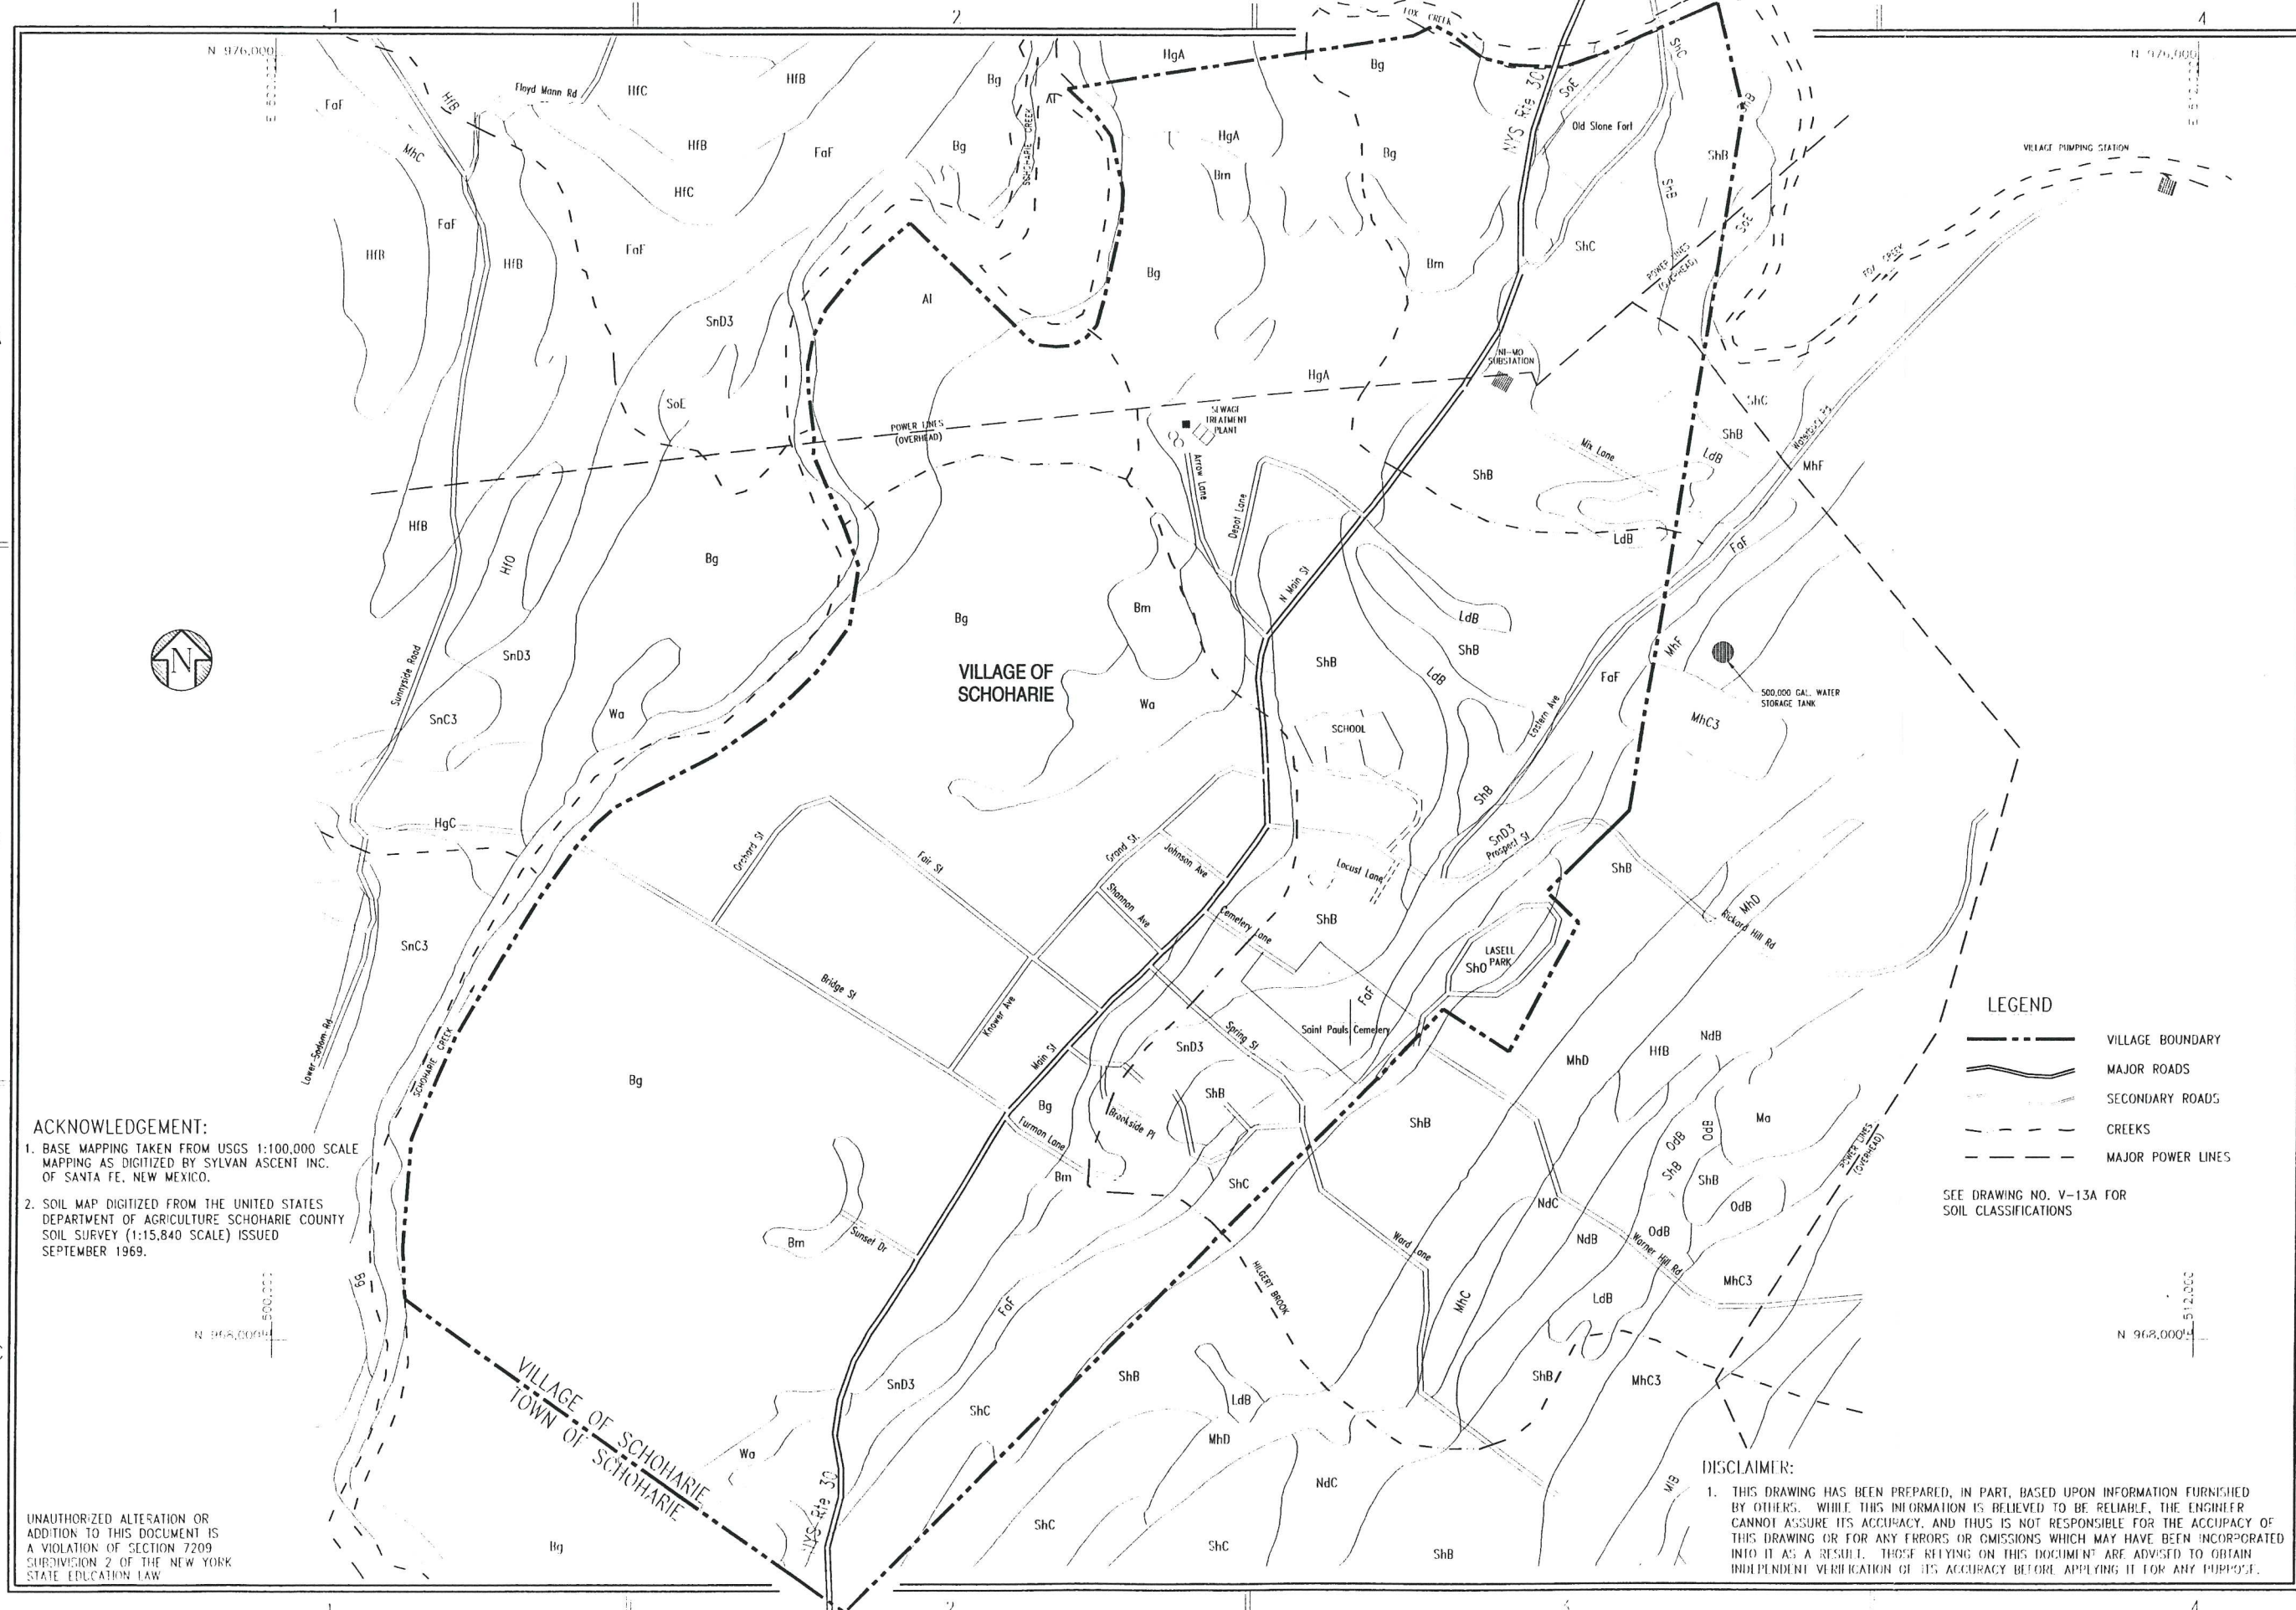 1
2
4
N 976,000
N 976,000
FOX CREEK
HgA
Bg
ShC
HfB
Bg
HfC
Floyd Mann Rd
HfB
FaF
Al
NYS Rte 30
SoE
ShB
Old Stone Fort
HgA
Bg
Bg
HfB
FaF
MhC
SCHOHARIE CREEK
VILLAGE PUMPING STATION
ShB
Bm
HfC
ShB
FaF
SoE
HfB
HfB
FaF
Bg
Bm
ShC
POWER LINES
(OVERHEAD)
FOX CREEK
Al
SnD3
NI-MO
SUBSTATION
HgA
SoE
ShC
POWER LINES
(OVERHEAD)
SEWAGE
TREATMENT
PLANT
Waterbury Rd
Mix Lane
ShB
LdB
MhF
Arrow Lane
ShB
Depot Lane
HfB
LdB
FaF
Bg
HfD
N Main St
Bm
Bg
LdB
ShB
MhF
N
SnD3
Sunnyside Road
VILLAGE OF
SCHOHARIE
ShB
LdB
FaF
500,000 GAL. WATER
STORAGE TANK
Wa
SnC3
Wa
Eastern Ave
MhC3
SCHOOL
ShB
HgC
Orchard St
Fair St
Grand St.
Johnson Ave
Locust Lane
SnD3
Prospect St
ShB
Shannon Ave
MhD
Rickard Hill Rd
Cemetery Lane
ShB
SnC3
LASELL
PARK
ShD
Bridge St
Knower Ave
FaF
Saint Pauls Cemetery
Spring St
LEGEND
VILLAGE BOUNDARY
MAJOR ROADS
SECONDARY ROADS
CREEKS
MAJOR POWER LINES
SEE DRAWING NO. V-13A FOR
SOIL CLASSIFICATIONS
Lower Sodom Rd
SCHOHARIE CREEK
Main St
SnD3
MhD
HfB
NdB
Bg
ShB
Bg
Brookside Pl
Furman Lane
ShB
OdB
OdB
Ma
ShB
ShB
POWER LINES
(OVERHEAD)
Bm
ShC
NdC
OdB
OdB
NdB
Warner Hill Rd
Bm
Sunset Dr
Ward Lane
HILGERT BROOK
MhC3
MhC
LdB
FaF
Bg
ACKNOWLEDGEMENT:
1. BASE MAPPING TAKEN FROM USGS 1:100,000 SCALE
MAPPING AS DIGITIZED BY SYLVAN ASCENT INC.
OF SANTA FE, NEW MEXICO.
2. SOIL MAP DIGITIZED FROM THE UNITED STATES
DEPARTMENT OF AGRICULTURE SCHOHARIE COUNTY
SOIL SURVEY (1:15,840 SCALE) ISSUED
SEPTEMBER 1969.
N 968,000
N 968,000
VILLAGE OF SCHOHARIE
TOWN OF SCHOHARIE
SnD3
ShB
LdB
ShB
MhC3
ShC
MhD
Wa
NYS Rte 30
NdC
ShC
ShC
ShB
Bg
UNAUTHORIZED ALTERATION OR
ADDITION TO THIS DOCUMENT IS
A VIOLATION OF SECTION 7209
SUBDIVISION 2 OF THE NEW YORK
STATE EDUCATION LAW
DISCLAIMER:
1. THIS DRAWING HAS BEEN PREPARED, IN PART, BASED UPON INFORMATION FURNISHED
BY OTHERS. WHILE THIS INFORMATION IS BELIEVED TO BE RELIABLE, THE ENGINEER
CANNOT ASSURE ITS ACCURACY, AND THUS IS NOT RESPONSIBLE FOR THE ACCURACY OF
THIS DRAWING OR FOR ANY ERRORS OR OMISSIONS WHICH MAY HAVE BEEN INCORPORATED
INTO IT AS A RESULT. THOSE RELYING ON THIS DOCUMENT ARE ADVISED TO OBTAIN
INDEPENDENT VERIFICATION OF ITS ACCURACY BEFORE APPLYING IT FOR ANY PURPOSE.
1
2
4